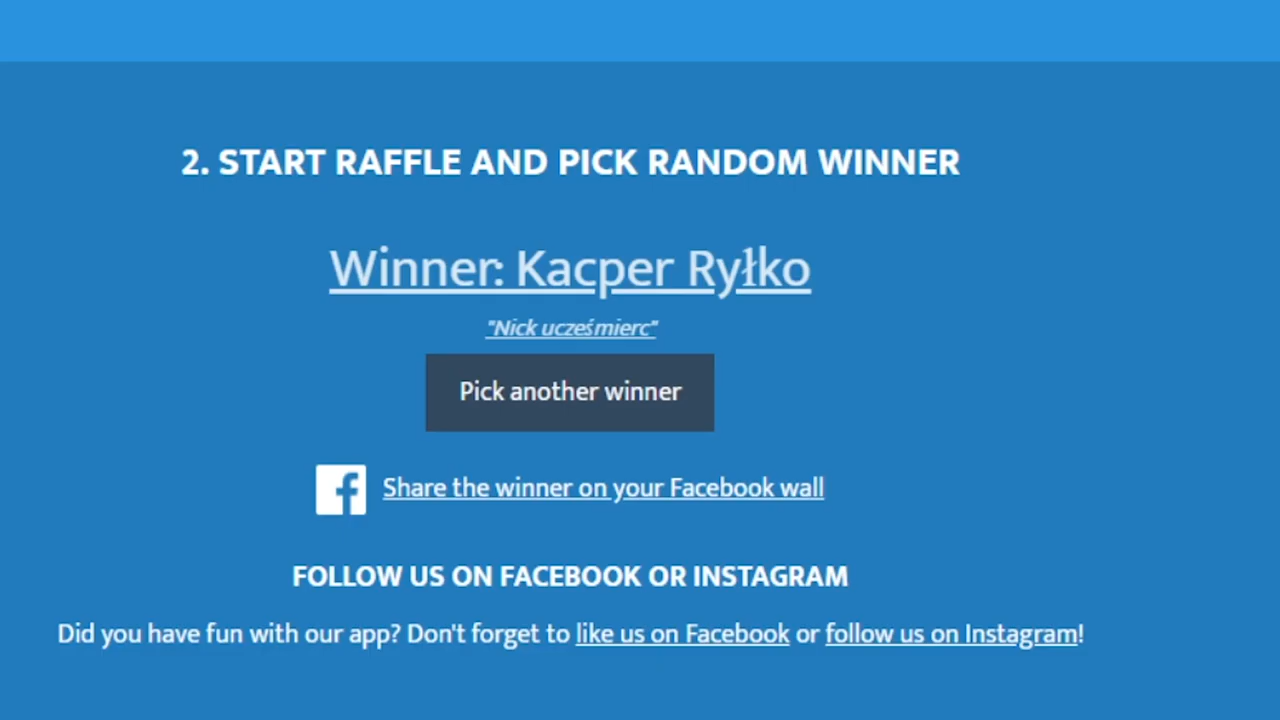 2. START RAFFLE AND PICK RANDOM WINNER
Winner: Kacper Ryłko
"Nick ucześmierc"
Pick another winner
Share the winner on your Facebook wall
FOLLOW US ON FACEBOOK OR INSTAGRAM
Did you have fun with our app? Don't forget to like us on Facebook or follow us on Instagram!